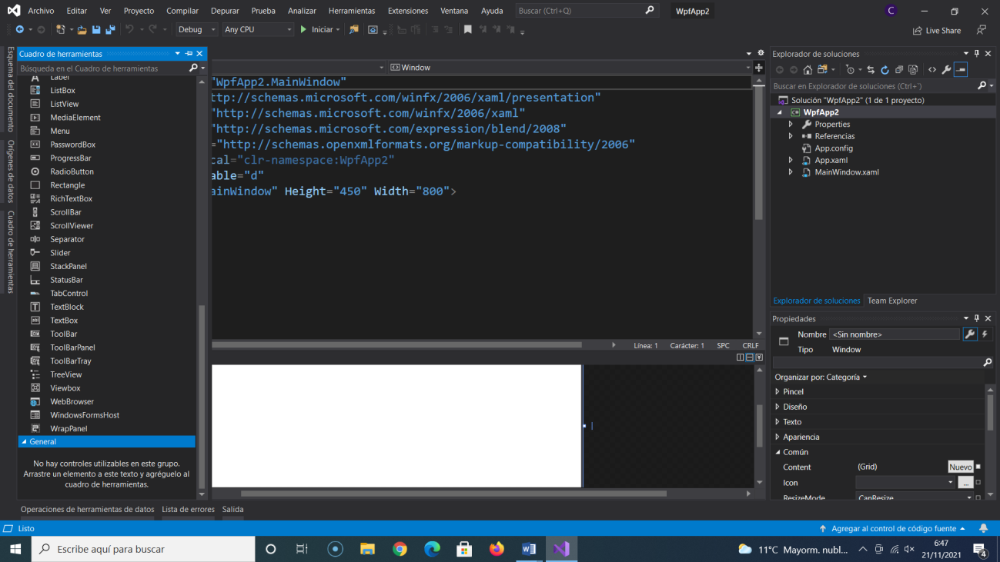 Archivo Editar Ver Proyecto Compilar Depurar Prueba Analizar Herramientas Extensiones Ventana Ayuda Buscar (Ctrl+Q) WpfApp2 C
Debug Any CPU Iniciar Live Share
Esquema del documento
Orígenes de datos
Cuadro de herramientas
Cuadro de herramientas
Búsqueda en el Cuadro de herramientas
Label
ListBox
ListView
MediaElement
Menu
PasswordBox
ProgressBar
RadioButton
Rectangle
RichTextBox
ScrollBar
ScrollViewer
Separator
Slider
StackPanel
StatusBar
TabControl
TextBlock
TextBox
ToolBar
ToolBarPanel
ToolBarTray
TreeView
Viewbox
WebBrowser
WindowsFormsHost
WrapPanel
General
No hay controles utilizables en este grupo.
Arrastre un elemento a este texto y agréguelo al
cuadro de herramientas.
Window
"WpfApp2.MainWindow"
ttp://schemas.microsoft.com/winfx/2006/xaml/presentation"
"http://schemas.microsoft.com/winfx/2006/xaml"
"http://schemas.microsoft.com/expression/blend/2008"
="http://schemas.openxmlformats.org/markup-compatibility/2006"
cal="clr-namespace:WpfApp2"
able="d"
ainWindow" Height="450" Width="800">
Línea: 1 Carácter: 1 SPC CRLF
Explorador de soluciones
Buscar en Explorador de soluciones (Ctrl+`)
Solución "WpfApp2" (1 de 1 proyecto)
WpfApp2
Properties
Referencias
App.config
App.xaml
MainWindow.xaml
Explorador de soluciones Team Explorer
Propiedades
Nombre <Sin nombre>
Tipo Window
Organizar por: Categoría
Pincel
Diseño
Texto
Apariencia
Común
Content (Grid) Nuevo
Icon ...
ResizeMode CanResize
Operaciones de herramientas de datos Lista de errores Salida
Listo Agregar al control de código fuente
Escribe aquí para buscar 11°C Mayorm. nubl... 6:47
21/11/2021 4